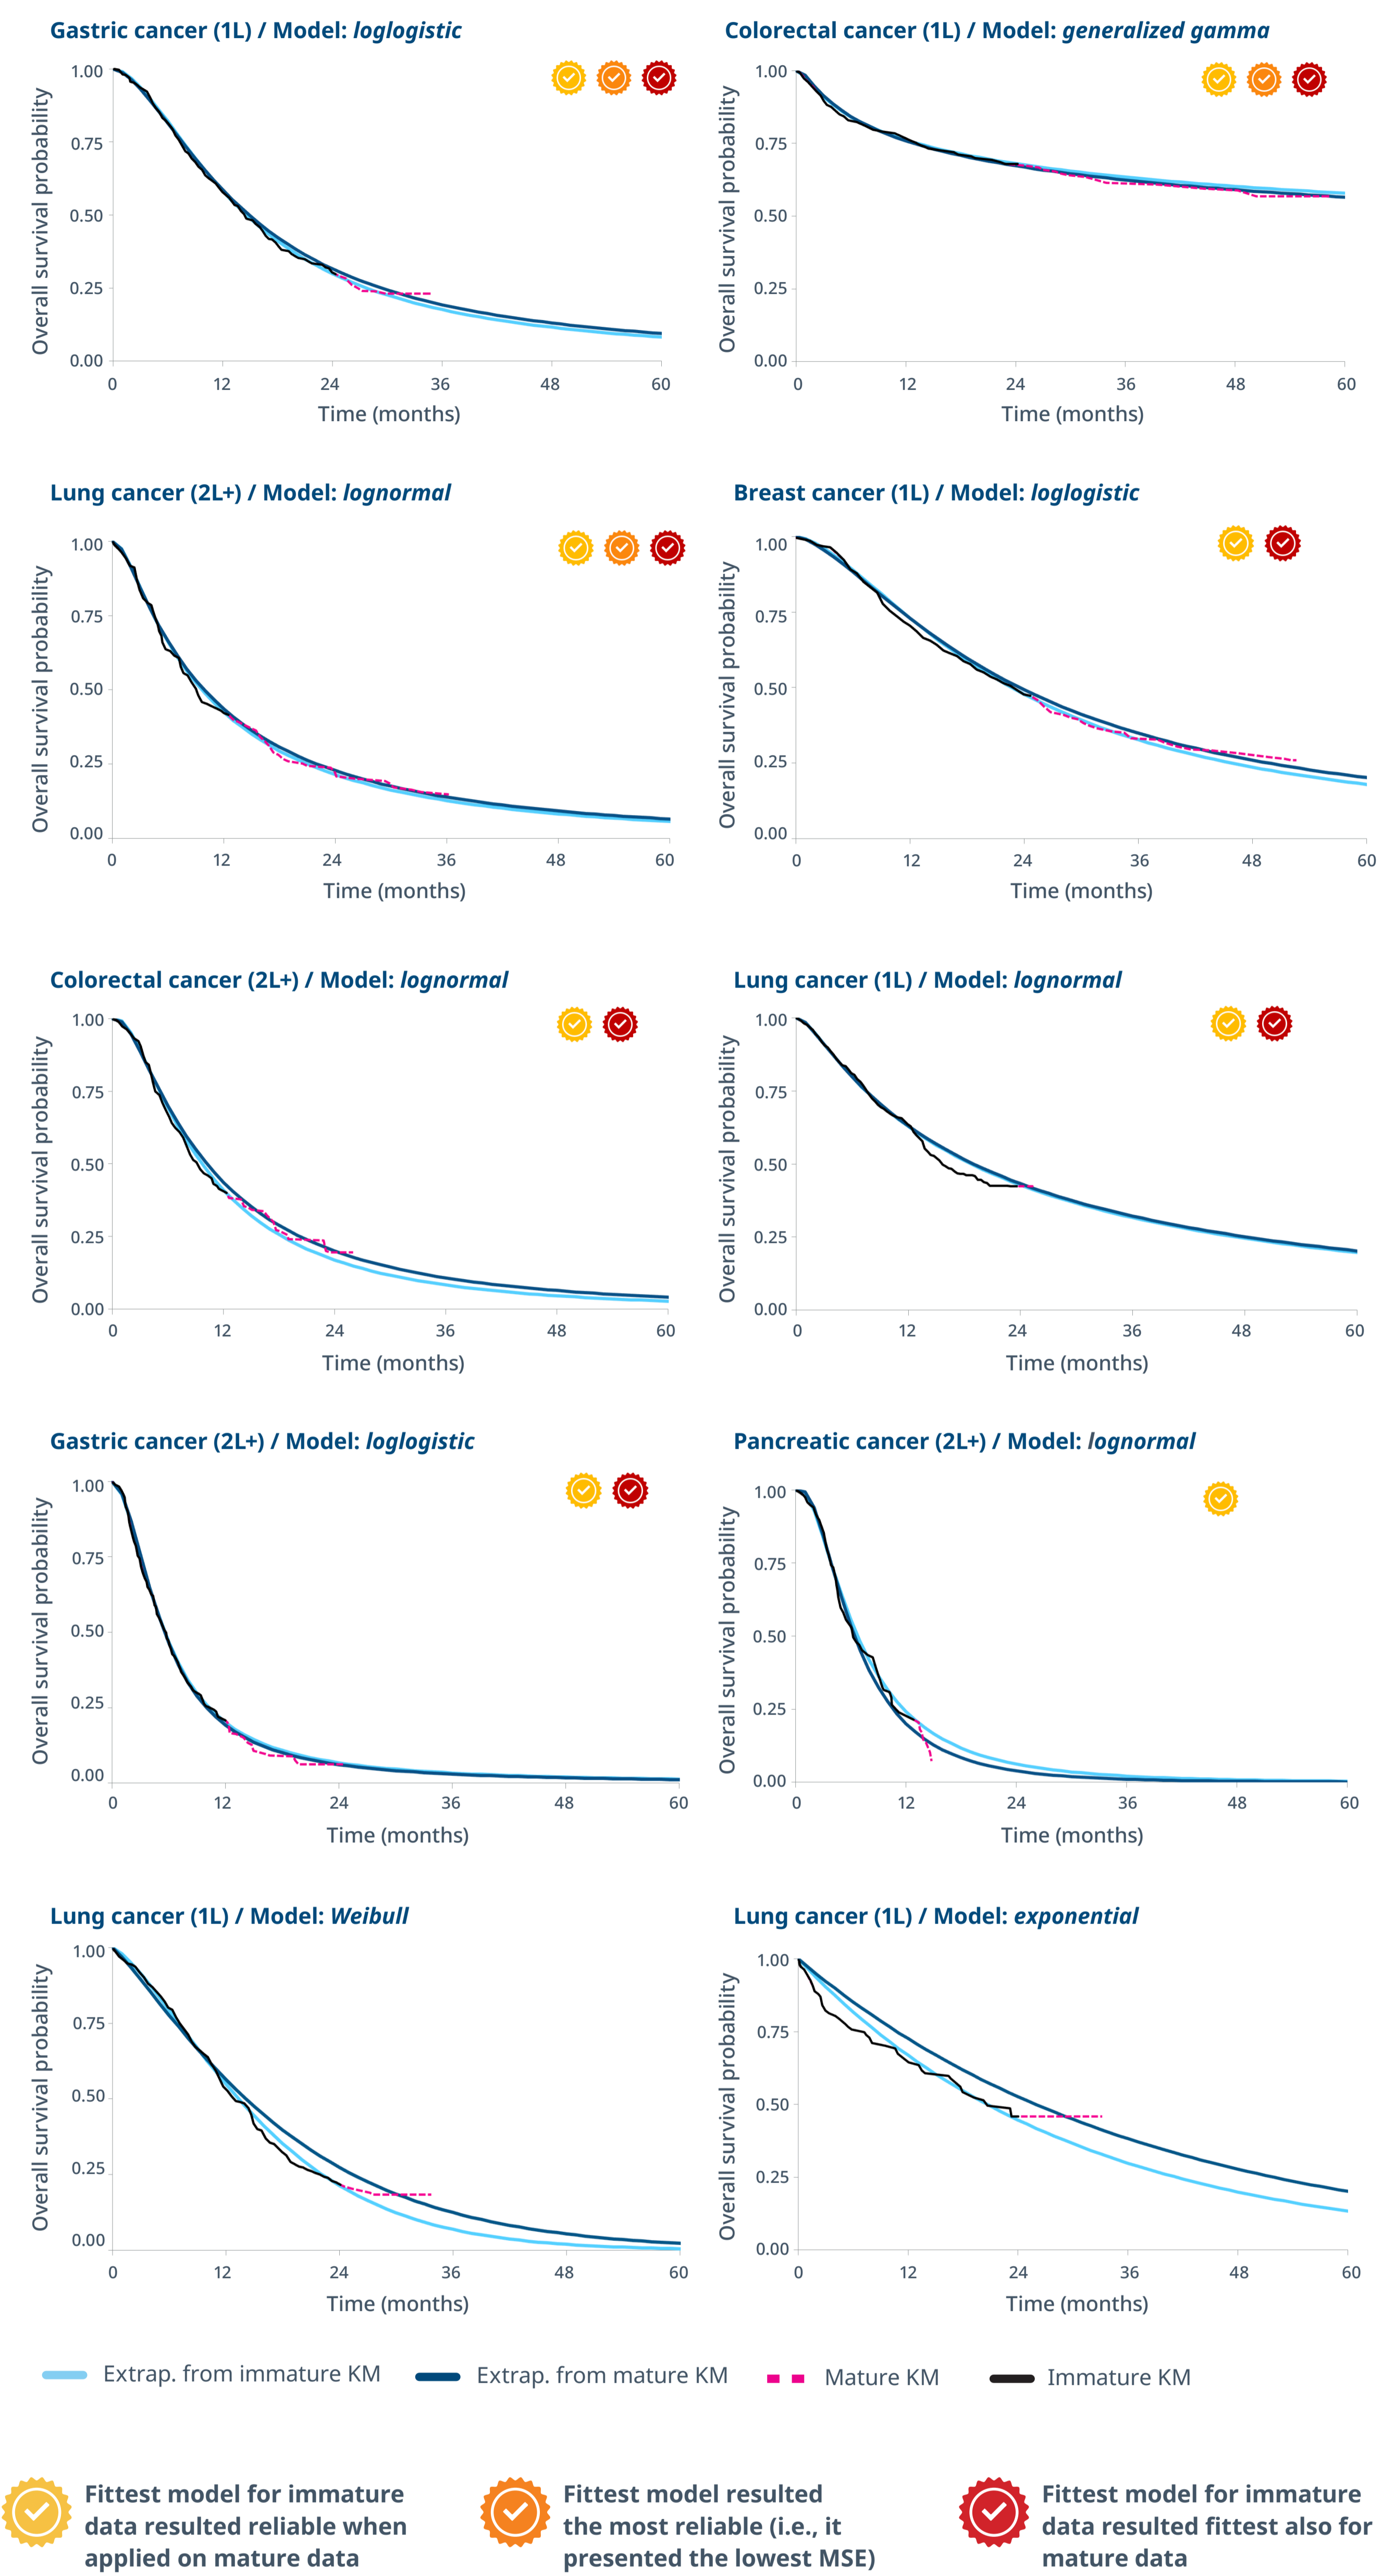 Gastric cancer (1L) / Model: loglogistic
Overall survival probability
1.00
0.75
0.50
0.25
0.00
0 12 24 36 48 60
Time (months)
Colorectal cancer (1L) / Model: generalized gamma
Overall survival probability
1.00
0.75
0.50
0.25
0.00
0 12 24 36 48 60
Time (months)
Lung cancer (2L+) / Model: lognormal
Overall survival probability
1.00
0.75
0.50
0.25
0.00
0 12 24 36 48 60
Time (months)
Breast cancer (1L) / Model: loglogistic
Overall survival probability
1.00
0.75
0.50
0.25
0.00
0 12 24 36 48 60
Time (months)
Colorectal cancer (2L+) / Model: lognormal
Overall survival probability
1.00
0.75
0.50
0.25
0.00
0 12 24 36 48 60
Time (months)
Lung cancer (1L) / Model: lognormal
Overall survival probability
1.00
0.75
0.50
0.25
0.00
0 12 24 36 48 60
Time (months)
Gastric cancer (2L+) / Model: loglogistic
Overall survival probability
1.00
0.75
0.50
0.25
0.00
0 12 24 36 48 60
Time (months)
Pancreatic cancer (2L+) / Model: lognormal
Overall survival probability
1.00
0.75
0.50
0.25
0.00
0 12 24 36 48 60
Time (months)
Lung cancer (1L) / Model: Weibull
Overall survival probability
1.00
0.75
0.50
0.25
0.00
0 12 24 36 48 60
Time (months)
Lung cancer (1L) / Model: exponential
Overall survival probability
1.00
0.75
0.50
0.25
0.00
0 12 24 36 48 60
Time (months)
Extrap. from immature KM
Extrap. from mature KM
Mature KM
Immature KM
Fittest model for immature
data resulted reliable when
applied on mature data
Fittest model resulted
the most reliable (i.e., it
presented the lowest MSE)
Fittest model for immature
data resulted fittest also for
mature data